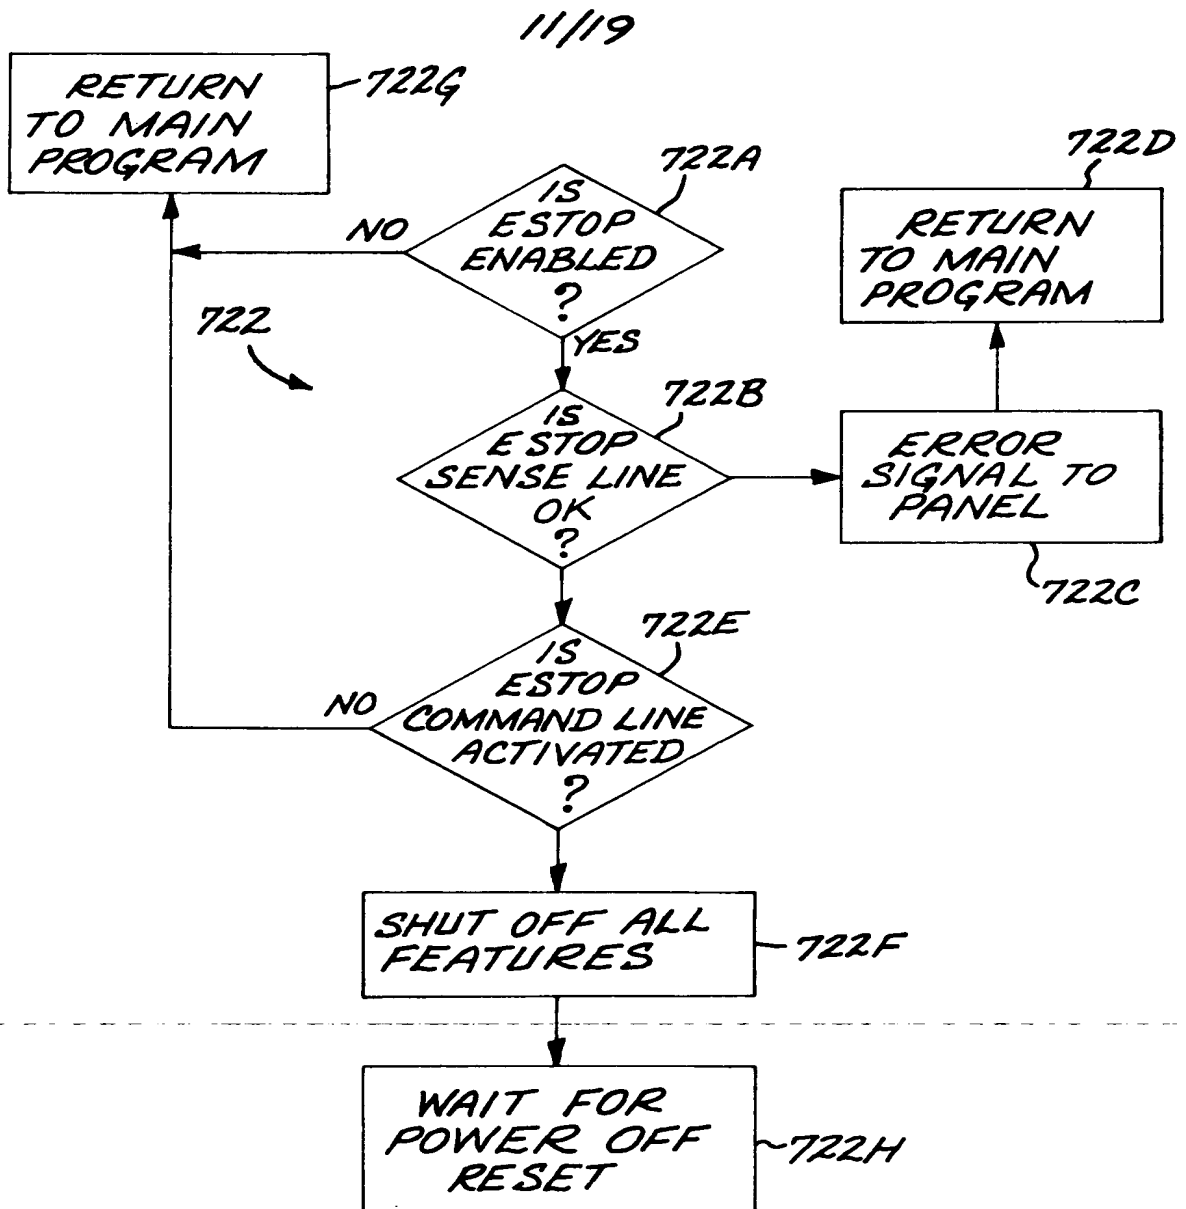 11/19
RETURN
TO MAIN
PROGRAM
722G
722A
IS
ESTOP
ENABLED
?
NO
YES
722D
RETURN
TO MAIN
PROGRAM
722
722B
IS
ESTOP
SENSE LINE
OK
?
ERROR
SIGNAL TO
PANEL
722C
722E
IS
ESTOP
COMMAND LINE
ACTIVATED
?
NO
SHUT OFF ALL
FEATURES
722F
WAIT FOR
POWER OFF
RESET
722H